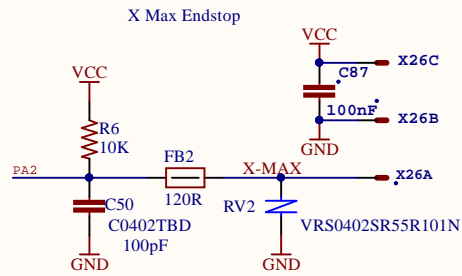 X Max Endstop
VCC
C87
X26C
100nF
X26B
GND
VCC
R6
10K
FB2
PA2
X-MAX
X26A
C50
120R
RV2
C0402TBD
VRS0402SR55R101N
100pF
GND
GND